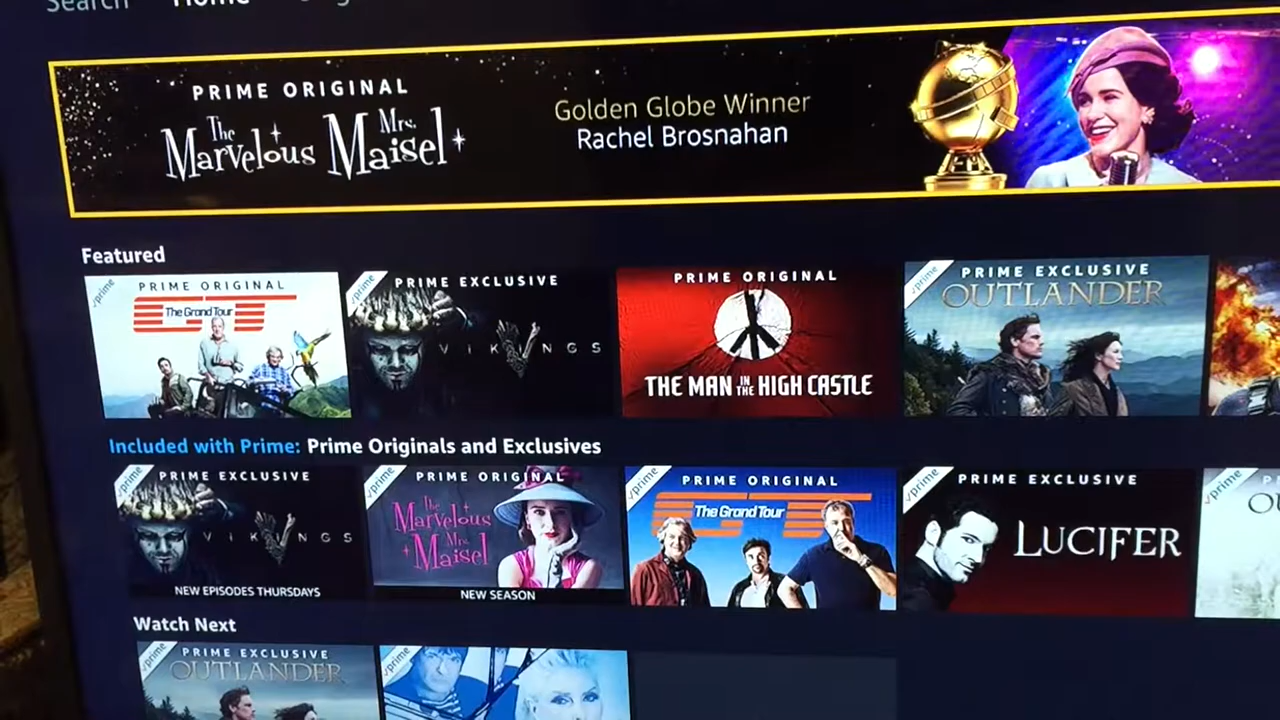 Search Home
PRIME ORIGINAL
The Marvelous Mrs. Maisel
Golden Globe Winner
Rachel Brosnahan
Featured
prime
PRIME ORIGINAL
The Grand Tour
prime
PRIME EXCLUSIVE
VIKINGS
PRIME ORIGINAL
THE MAN IN THE HIGH CASTLE
prime
PRIME EXCLUSIVE
OUTLANDER
Included with Prime: Prime Originals and Exclusives
prime
PRIME EXCLUSIVE
VIKINGS
NEW EPISODES THURSDAYS
prime
PRIME ORIGINAL
The
Marvelous
Mrs.
Maisel
NEW SEASON
prime
PRIME ORIGINAL
The Grand Tour
prime
PRIME EXCLUSIVE
LUCIFER
prime
Watch Next
prime
PRIME EXCLUSIVE
OUTLANDER
prime